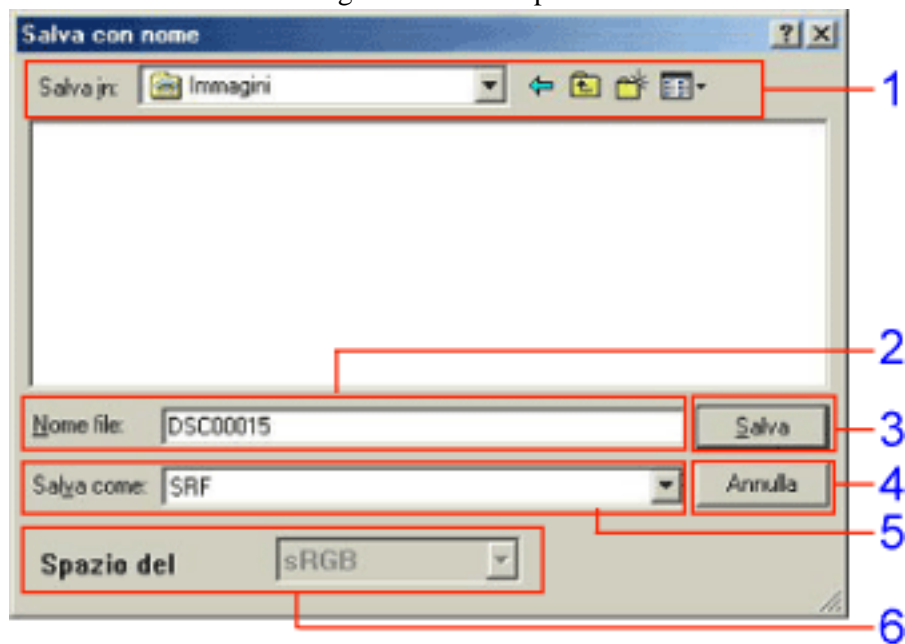 Salva con nome
Salva in: Immagini
1
2
Nome file: DSC00015 Salva 3
Salva come: SRF Annulla 4
5
Spazio del sRGB
6